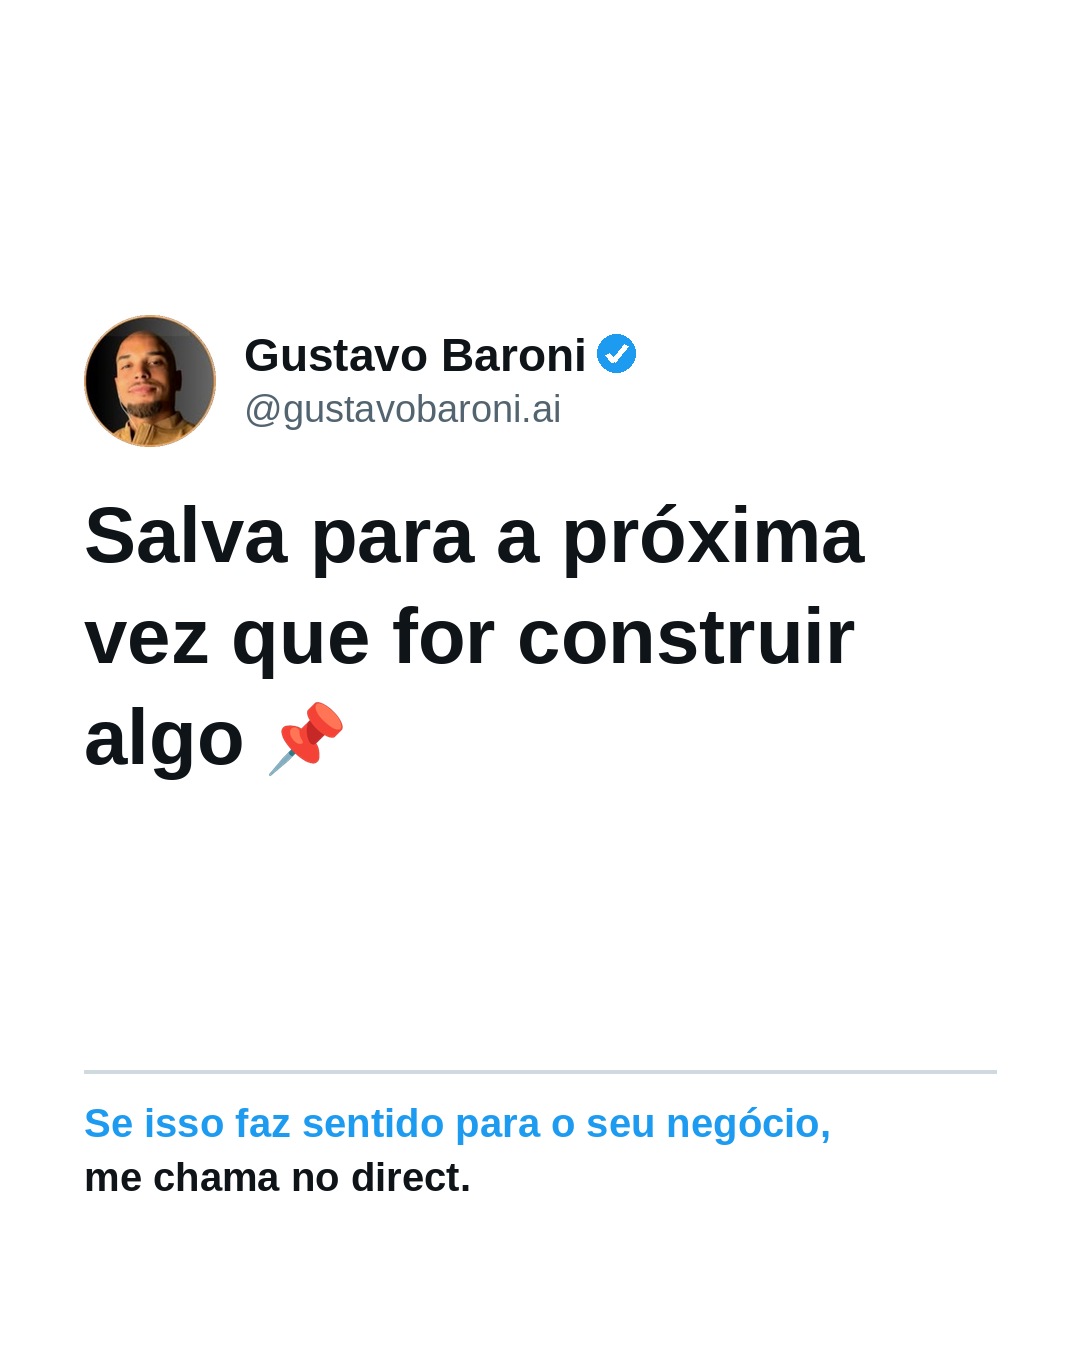 Gustavo Baroni
@gustavobaroni.ai
Salva para a próxima
vez que for construir
algo 📌
Se isso faz sentido para o seu negócio,
me chama no direct.